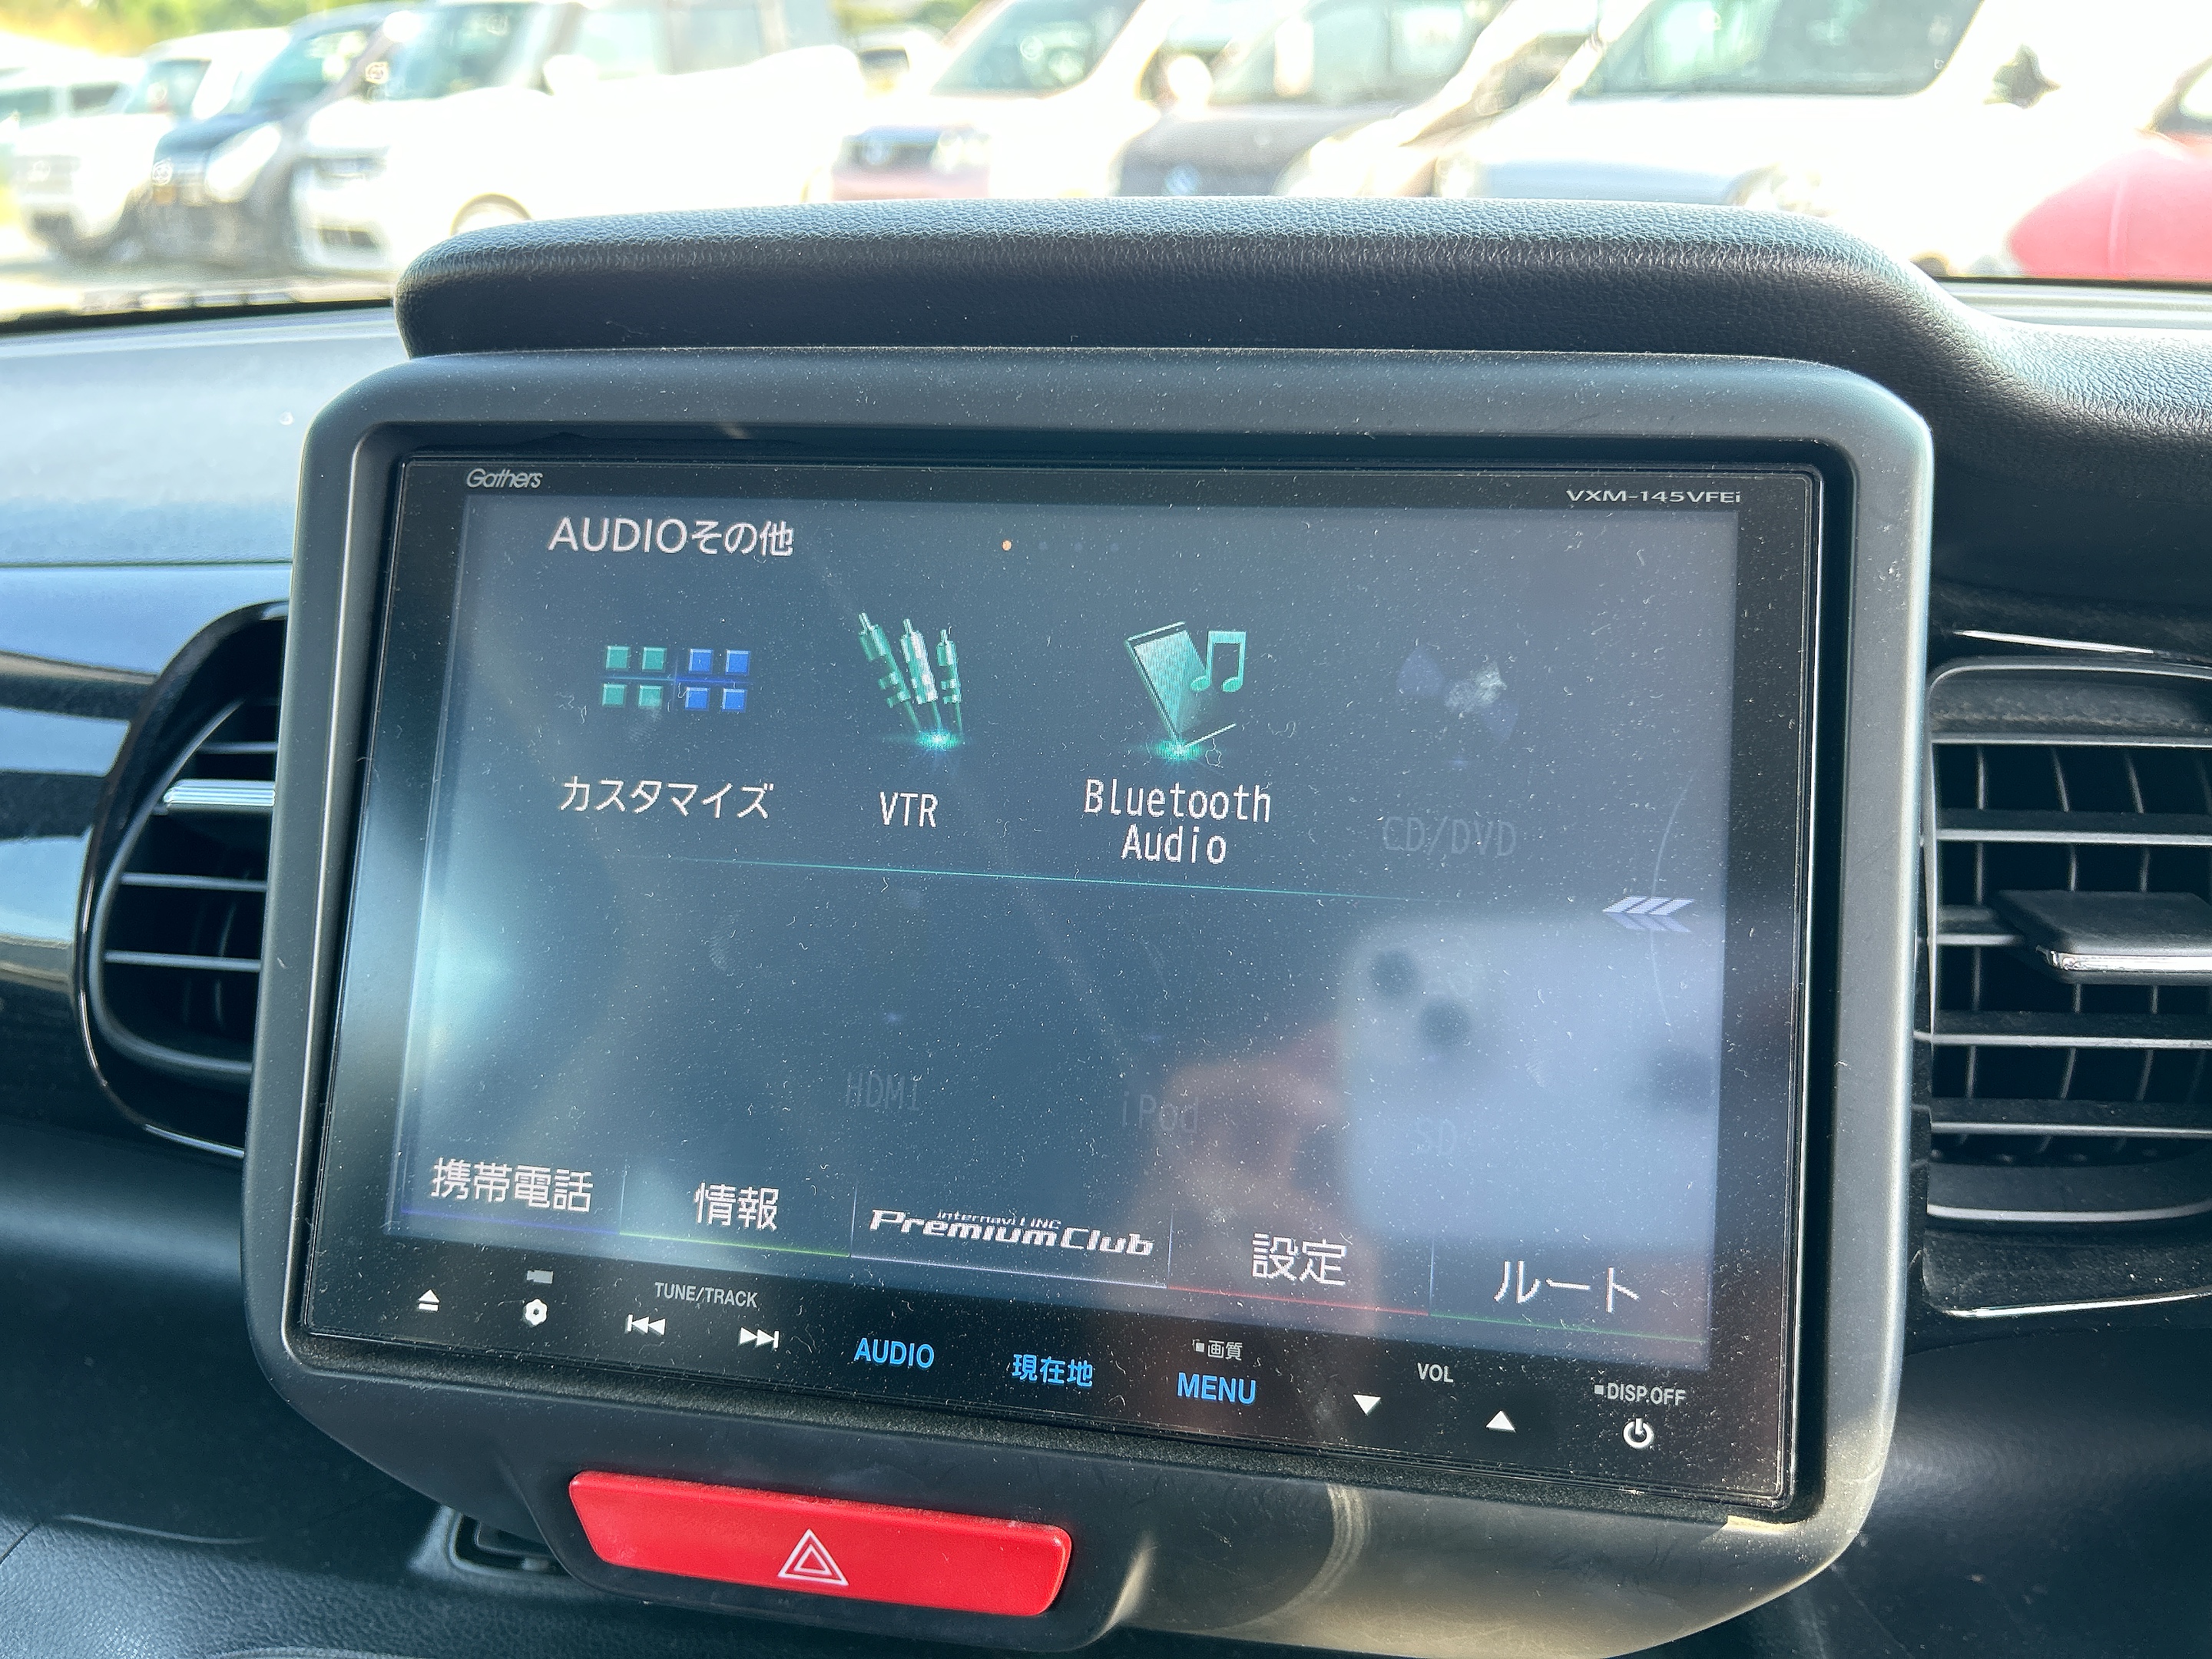 Gathers
VXM-145VFEi
AUDIOその他
カスタマイズ
VTR
Bluetooth
Audio
CD/DVD
HDMI
iPod
SD
携帯電話
情報
internavi LINC
PremiumClub
設定
ルート
TUNE/TRACK
AUDIO
現在地
画質
MENU
VOL
DISP.OFF